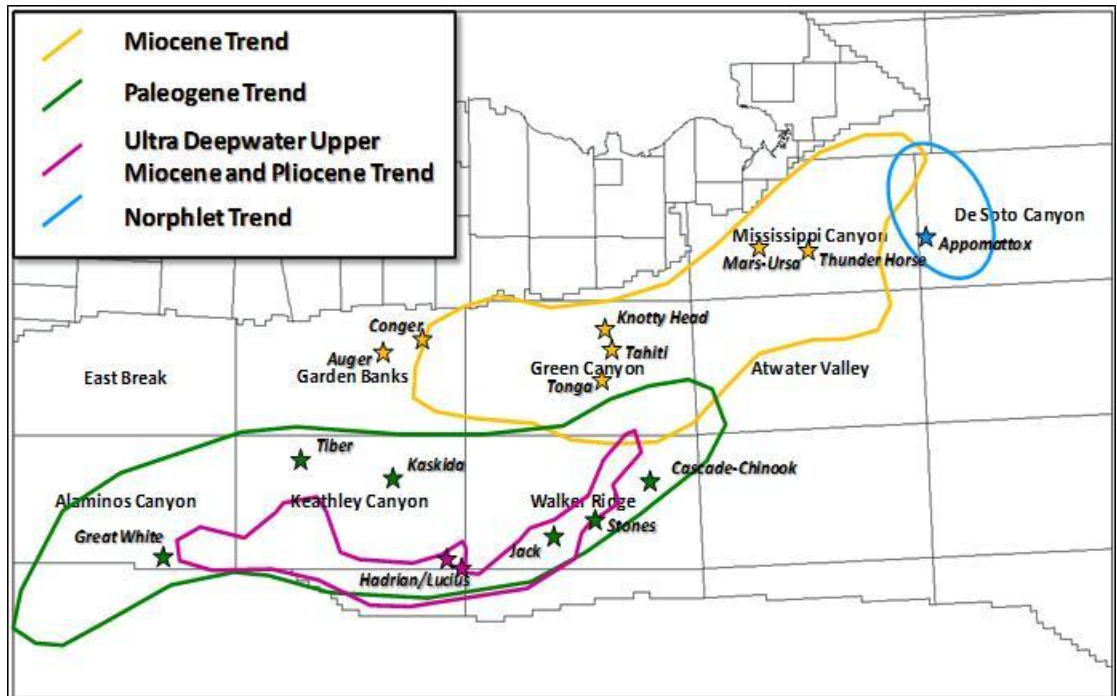 Miocene Trend
Paleogene Trend
Ultra Deepwater Upper
Miocene and Pliocene Trend
Norphlet Trend
De Soto Canyon
Appomattox
Mississippi Canyon
Mars-Ursa
Thunder Horse
Knotty Head
Conger
Tahiti
Auger
Garden Banks
Green Canyon
Tonga
Atwater Valley
East Break
Tiber
Kaskida
Cascade-Chinook
Alaminos Canyon
Keathley Canyon
Walker Ridge
Stones
Great White
Jack
Hadrian/Lucius